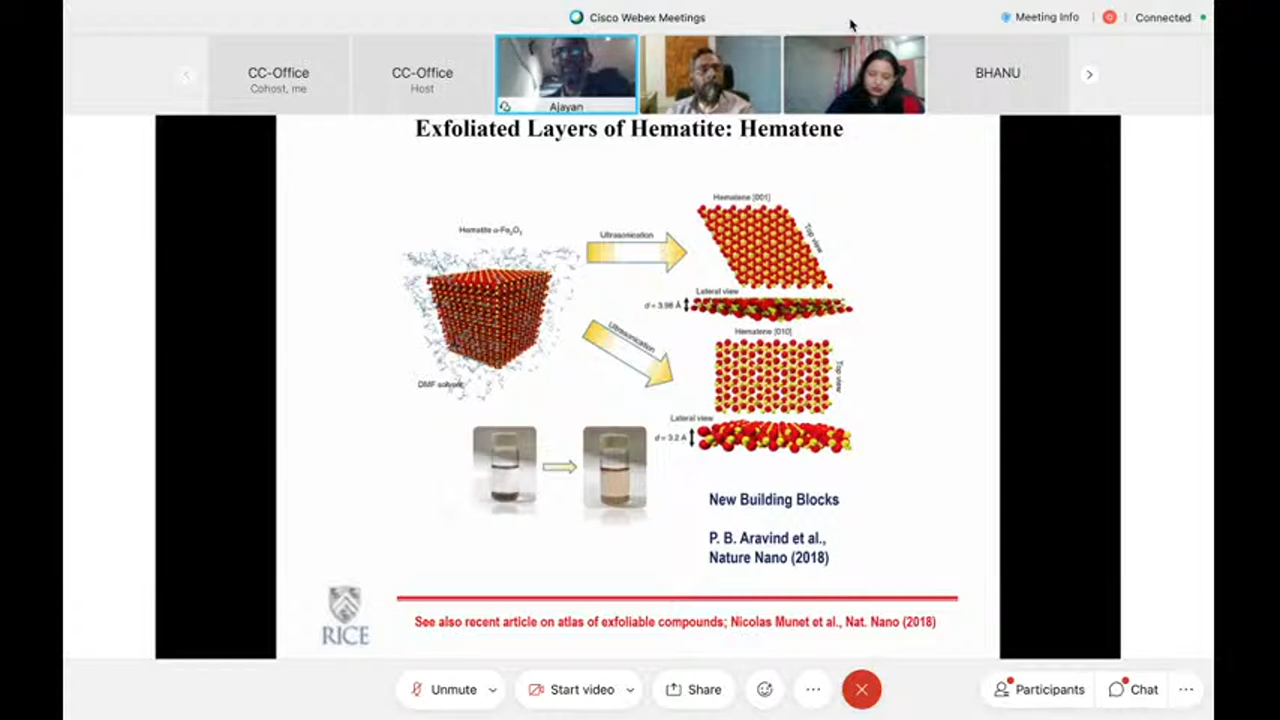 Cisco Webex Meetings
Meeting Info
Connected
CC-Office
Cohost, me
CC-Office
Host
Ajayan
BHANU
Exfoliated Layers of Hematite: Hematene
Hematite α-Fe₂O₃
DMF solvent
Ultrasonication
Ultrasonication
Hematene [001]
Top view
Lateral view
d = 3.98 Å
Hematene [010]
Top view
Lateral view
d = 3.2 Å
New Building Blocks
P. B. Aravind et al.,
Nature Nano (2018)
RICE
See also recent article on atlas of exfoliable compounds; Nicolas Munet et al., Nat. Nano (2018)
Unmute
Start video
Share
Participants
Chat